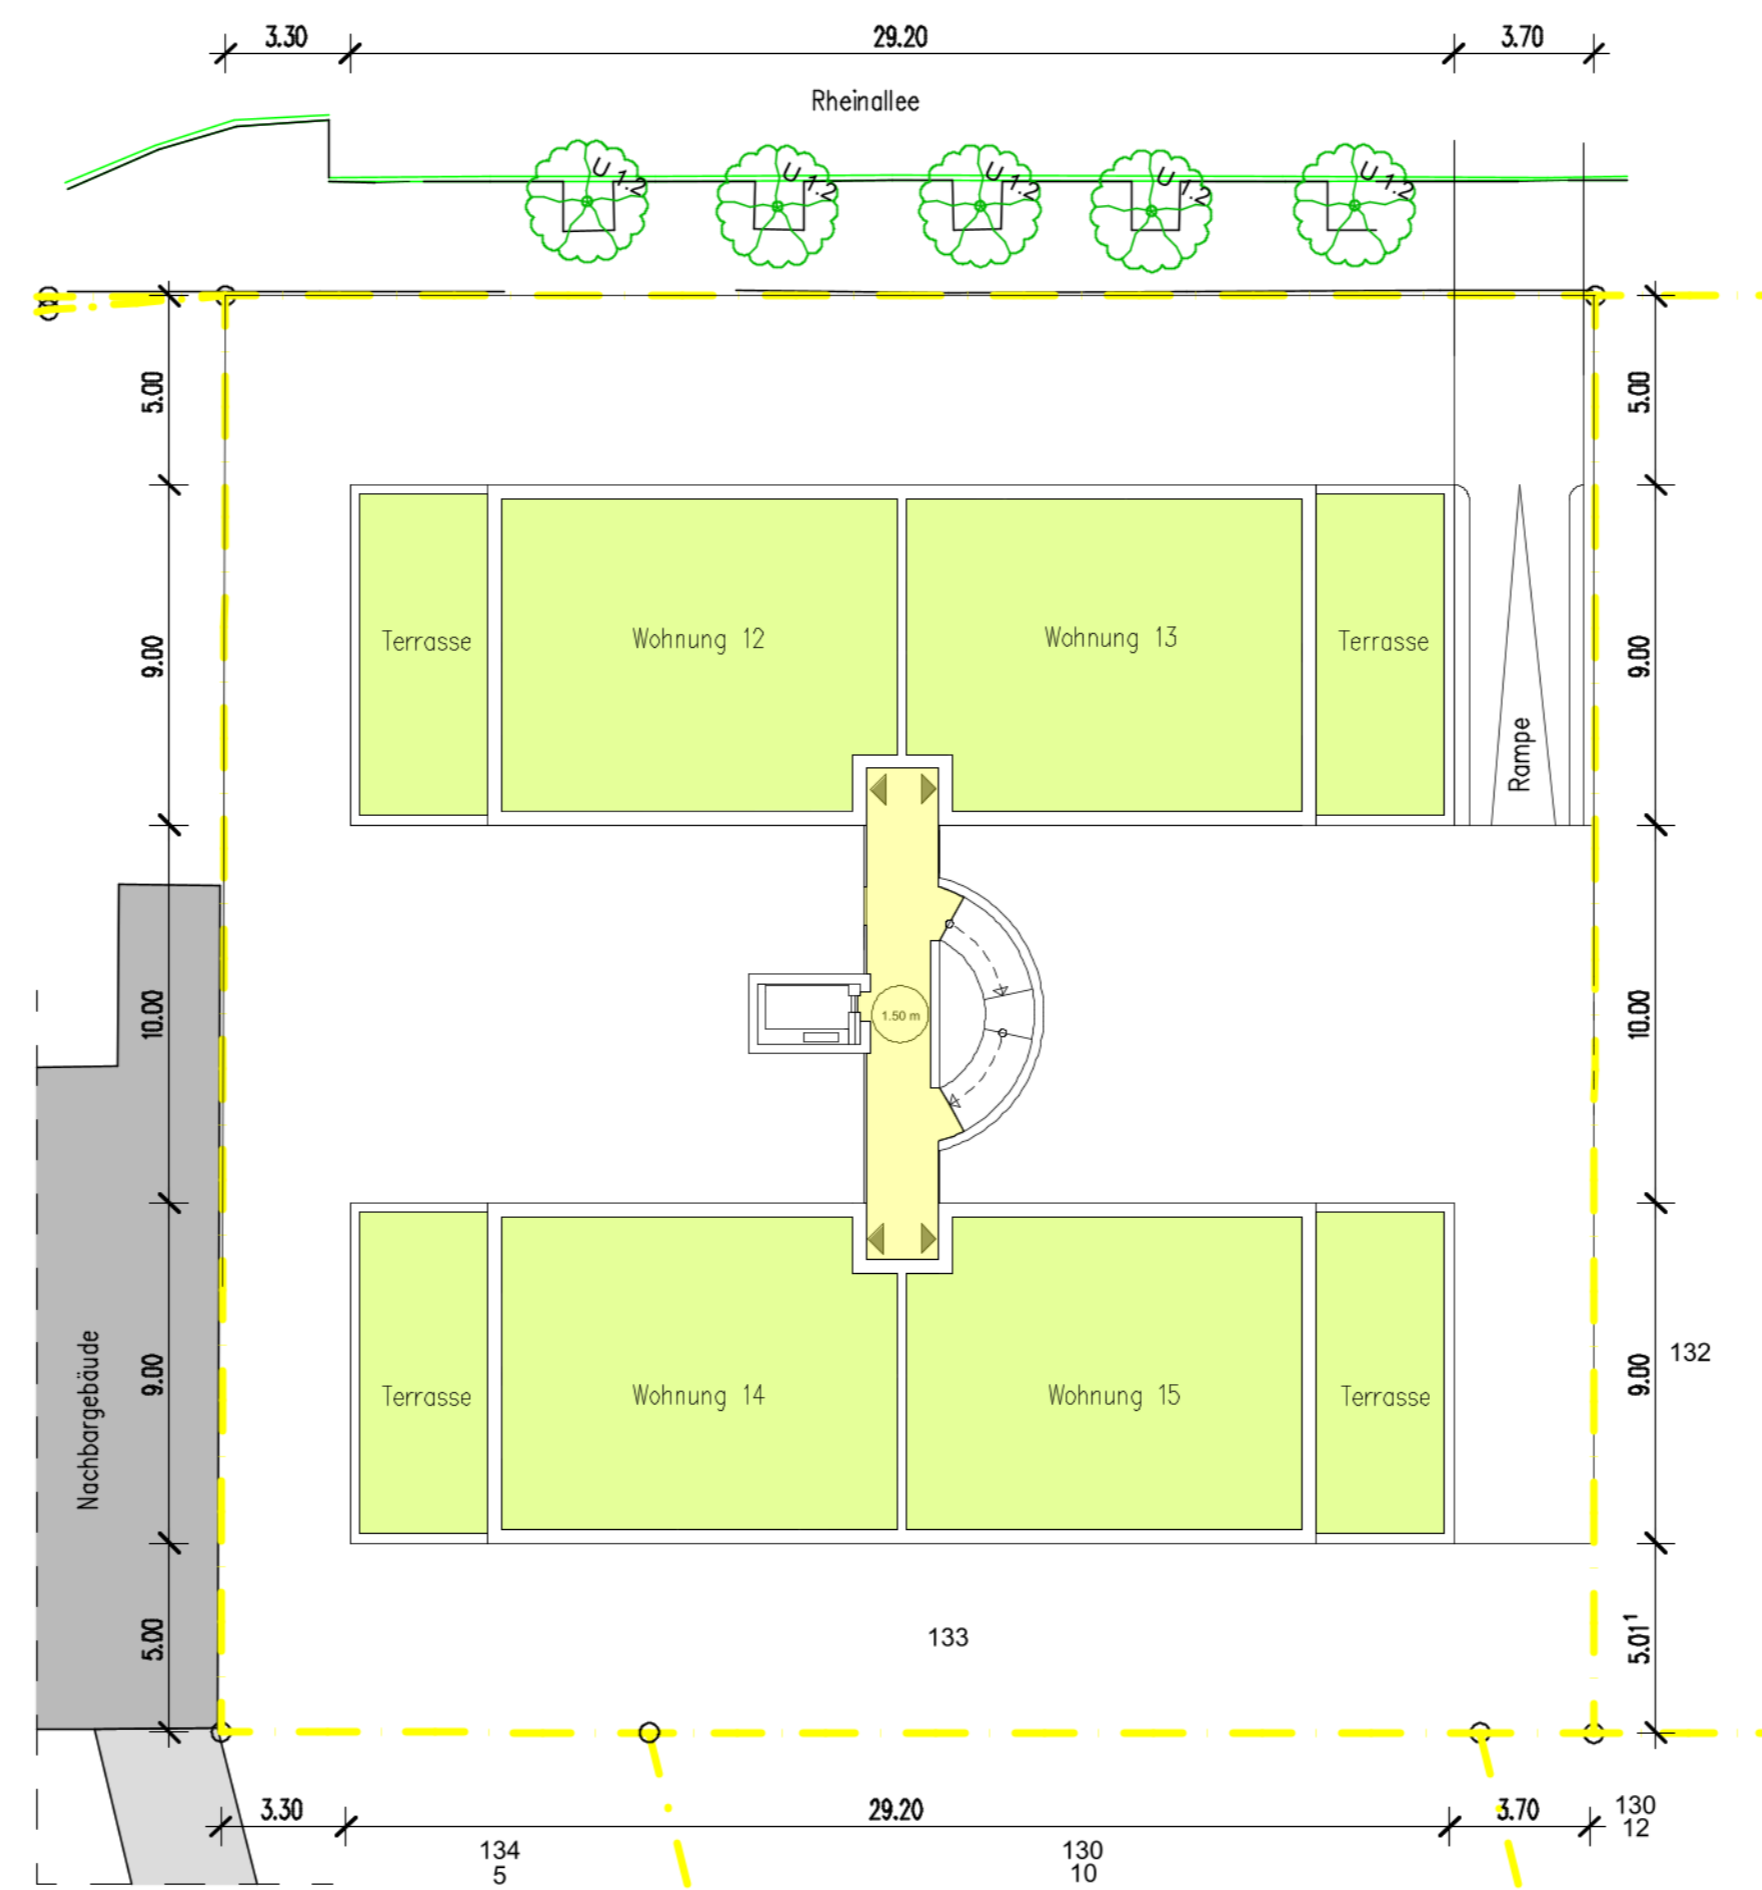 3.30 29.20 3.70
Rheinallee
U 1.2 U 1.2 U 1.2 U 1.2 U 1.2
5.00 5.00
9.00 Terrasse Wohnung 12 Wohnung 13 Terrasse Rampe 9.00
10.00 1.50 m 10.00
Nachbargebäude 9.00 Terrasse Wohnung 14 Wohnung 15 Terrasse 9.00 132
5.00 133 5.01¹
3.30 29.20 3.70 130
12
134 130
5 10